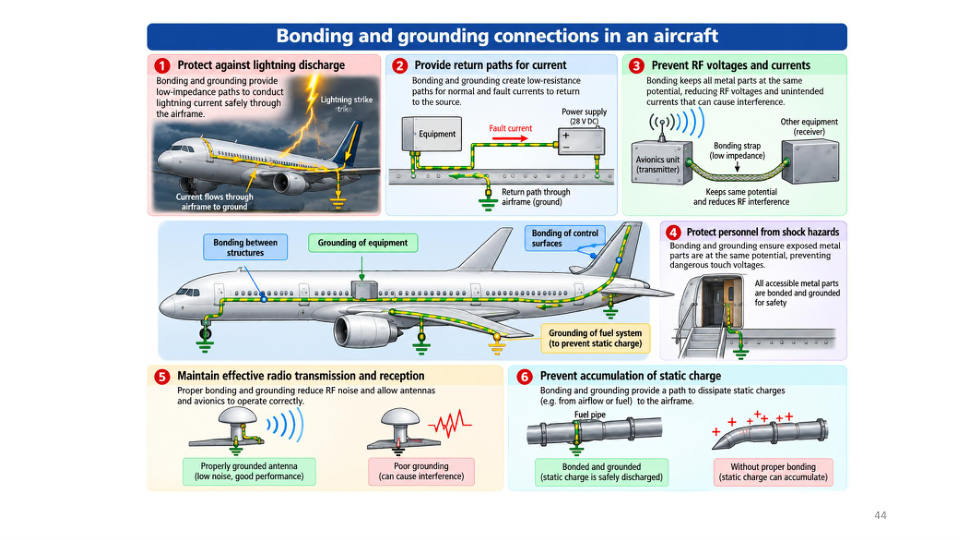 Bonding and grounding connections in an aircraft
1 Protect against lightning discharge
Bonding and grounding provide
low-impedance paths to conduct
lightning current safely through
the airframe.
Lightning strike
strike
Current flows through
airframe to ground
2 Provide return paths for current
Bonding and grounding create low-resistance
paths for normal and fault currents to return
to the source.
Equipment
Fault current
Power supply
(28 V DC)
+ −
Return path through
airframe (ground)
3 Prevent RF voltages and currents
Bonding keeps all metal parts at the same
potential, reducing RF voltages and unintended
currents that can cause interference.
Avionics unit
(transmitter)
Bonding strap
(low impedance)
Other equipment
(receiver)
Keeps same potential
and reduces RF interference
Bonding between
structures
Grounding of equipment
Bonding of control
surfaces
Grounding of fuel system
(to prevent static charge)
4 Protect personnel from shock hazards
Bonding and grounding ensure exposed metal
parts are at the same potential, preventing
dangerous touch voltages.
All accessible metal parts
are bonded and grounded
for safety
5 Maintain effective radio transmission and reception
Proper bonding and grounding reduce RF noise and allow antennas
and avionics to operate correctly.
Properly grounded antenna
(low noise, good performance)
Poor grounding
(can cause interference)
6 Prevent accumulation of static charge
Bonding and grounding provide a path to dissipate static charges
(e.g. from airflow or fuel) to the airframe.
Fuel pipe
Bonded and grounded
(static charge is safely discharged)
+ + + + + + +
Without proper bonding
(static charge can accumulate)
44